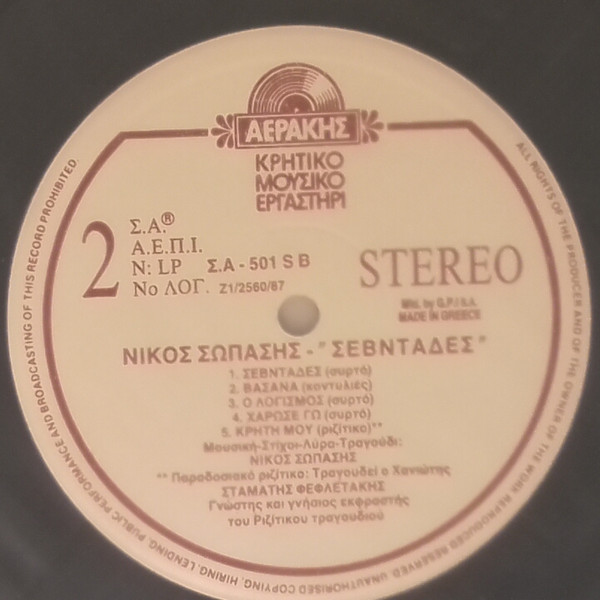 ΑΕΡΑΚΗΣ
ΚΡΗΤΙΚΟ
ΜΟΥΣΙΚΟ
ΕΡΓΑΣΤΗΡΙ
2
Σ.Α.®
Α.Ε.Π.Ι.
N: LP Σ.Α - 501 S B
Νο ΛΟΓ. Z1/2560/87
STEREO
Mfd. by G.P.I s.a.
MADE IN GREECE
ΝΙΚΟΣ ΣΩΠΑΣΗΣ - "ΣΕΒΝΤΑΔΕΣ"
1. ΣΕΒΝΤΑΔΕΣ (συρτό)
2. ΒΑΣΑΝΑ (κοντυλιές)
3. Ο ΛΟΓΙΣΜΟΣ (συρτό)
4. ΧΑΡΩΣΕ ΓΩ (συρτό)
5. ΚΡΗΤΗ ΜΟΥ (ριζίτικο)**
Μουσική-Στίχοι-Λύρα-Τραγούδι:
ΝΙΚΟΣ ΣΩΠΑΣΗΣ
** Παραδοσιακό ριζίτικο: Τραγουδεί ο Χανιώτης
ΣΤΑΜΑΤΗΣ ΦΕΦΛΕΤΑΚΗΣ
Γνώστης και γνήσιος εκφραστής
του Ριζίτικου τραγουδιού
ALL RIGHTS OF THE PRODUCER AND OF THE OWNER OF THE WORK REPRODUCED RESERVED. UNAUTHORISED COPYING, HIRING, LENDING, PUBLIC PERFORMANCE AND BROADCASTING OF THIS RECORD PROHIBITED.